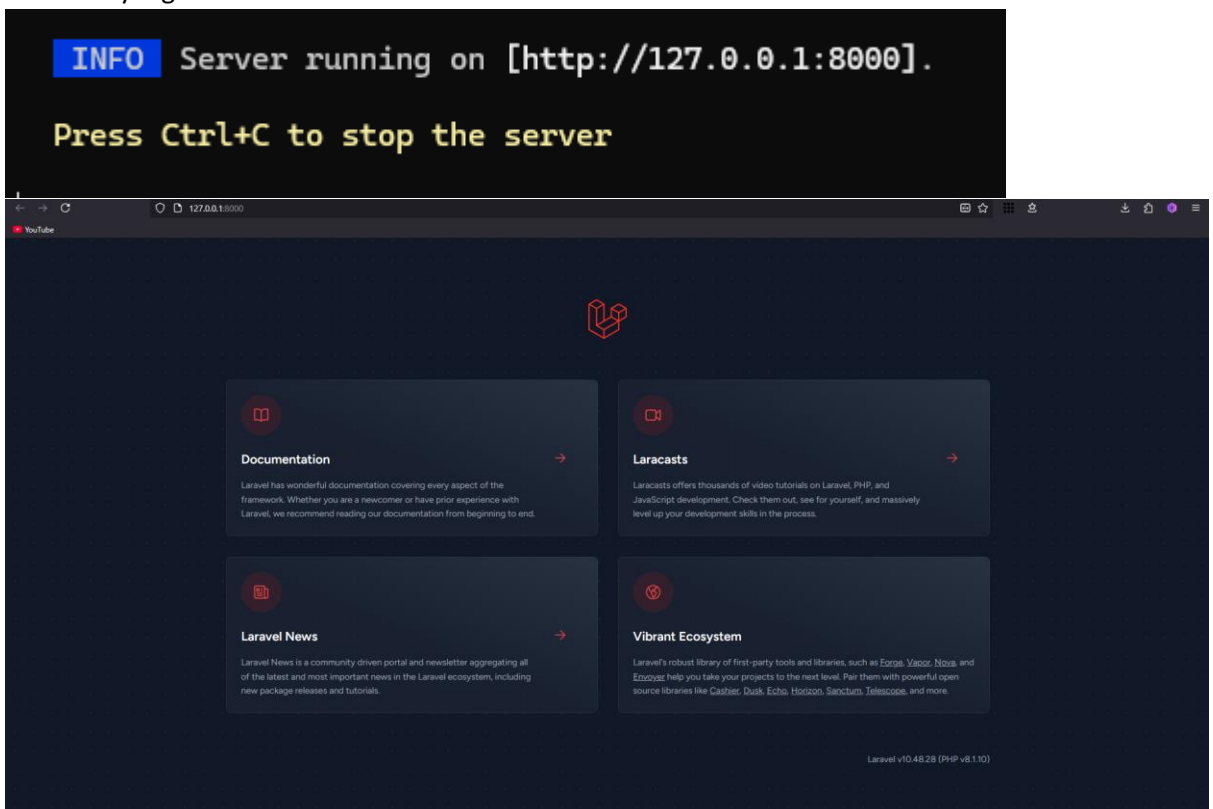 INFO Server running on [http://127.0.0.1:8000].
Press Ctrl+C to stop the server
127.0.0.1:8000
YouTube
Documentation
Laravel has wonderful documentation covering every aspect of the
framework. Whether you are a newcomer or have prior experience with
Laravel, we recommend reading our documentation from beginning to end.
Laracasts
Laracasts offers thousands of video tutorials on Laravel, PHP, and
JavaScript development. Check them out, see for yourself, and massively
level up your development skills in the process.
Laravel News
Laravel News is a community driven portal and newsletter aggregating all
of the latest and most important news in the Laravel ecosystem, including
new package releases and tutorials.
Vibrant Ecosystem
Laravel's robust library of first-party tools and libraries, such as Forge, Vapor, Nova, and
Envoyer help you take your projects to the next level. Pair them with powerful open
source libraries like Cashier, Dusk, Echo, Horizon, Sanctum, Telescope, and more.
Laravel v10.48.28 (PHP v8.1.10)